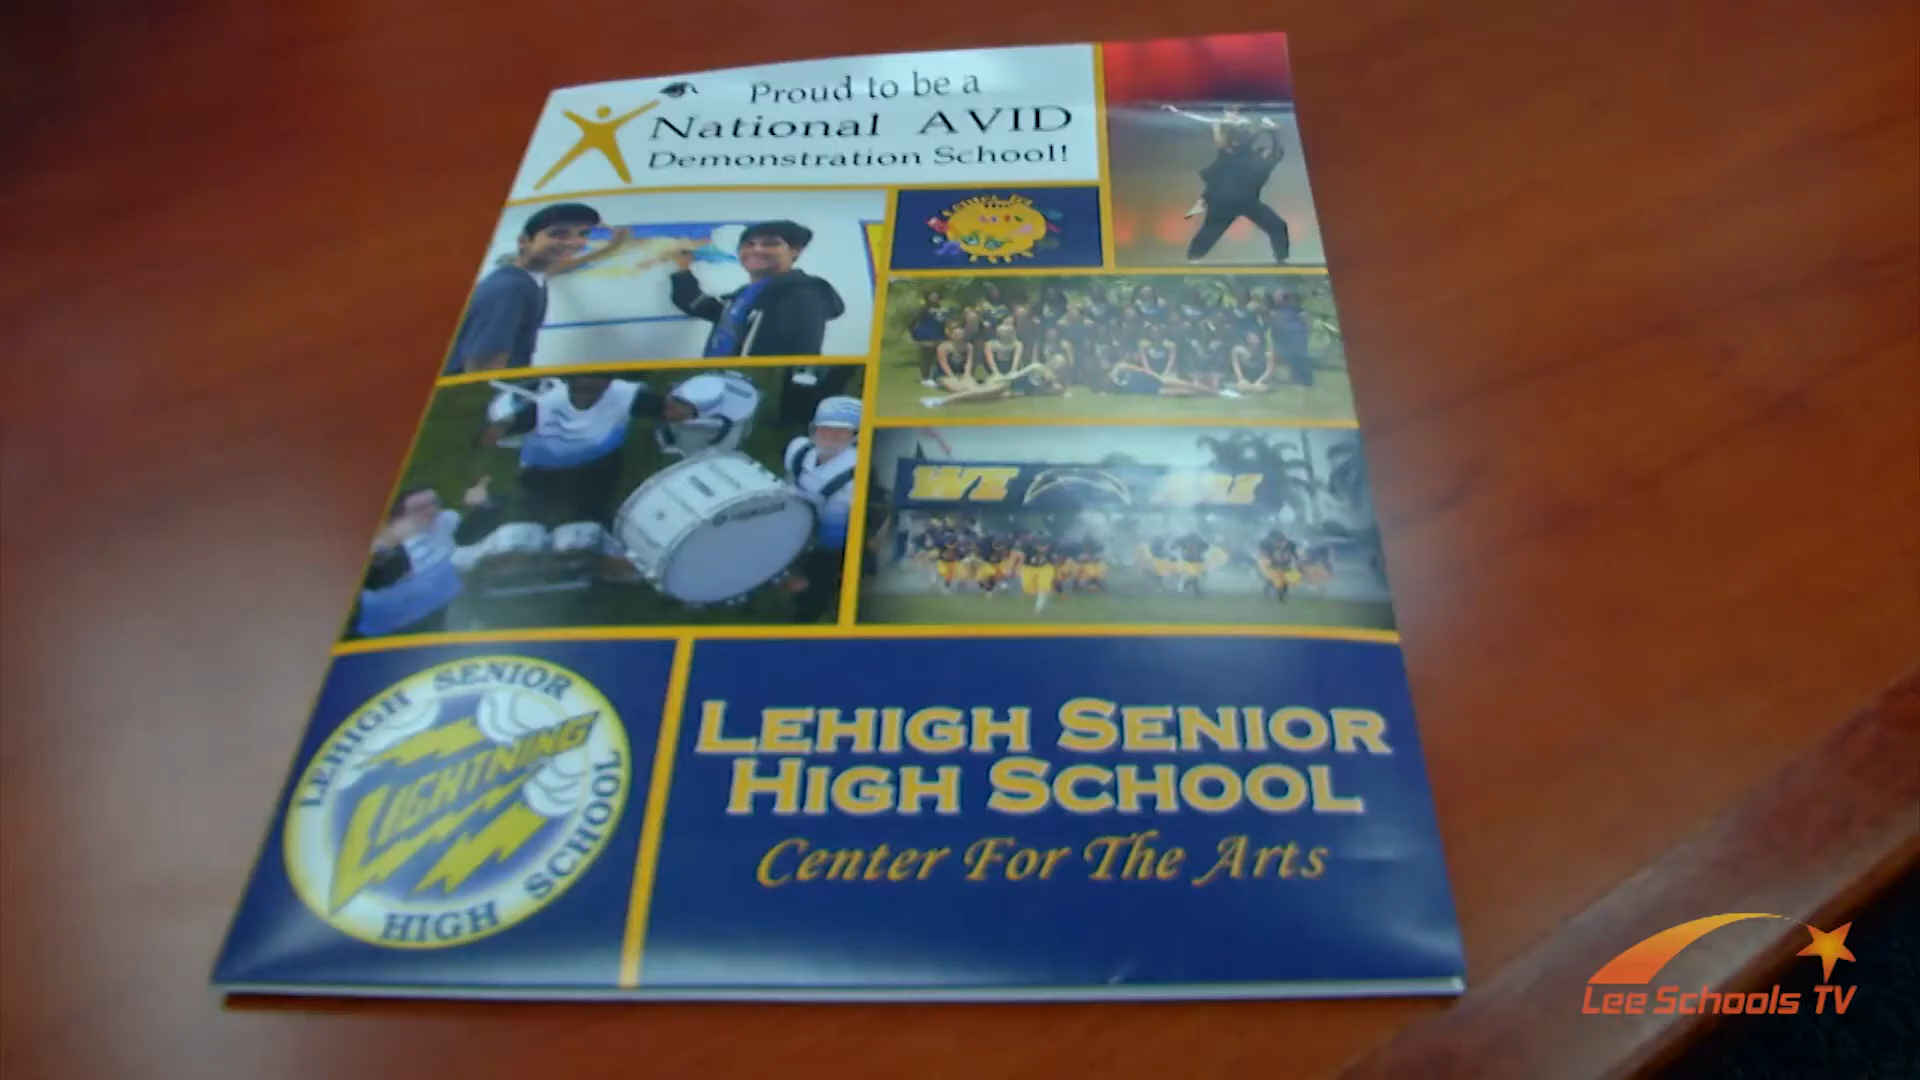 Proud to be a
National AVID
Demonstration School!
LEHIGH SENIOR
LIGHTNING
HIGH SCHOOL
LEHIGH SENIOR
HIGH SCHOOL
Center For The Arts
Lee Schools TV